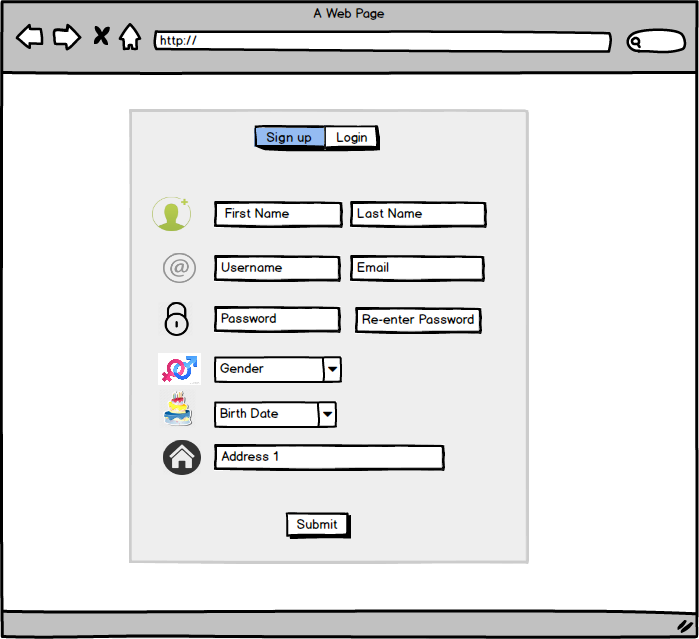 A Web Page
http://
Sign up Login
First Name Last Name
@ Username Email
Password Re-enter Password
Gender
Birth Date
Address 1
Submit